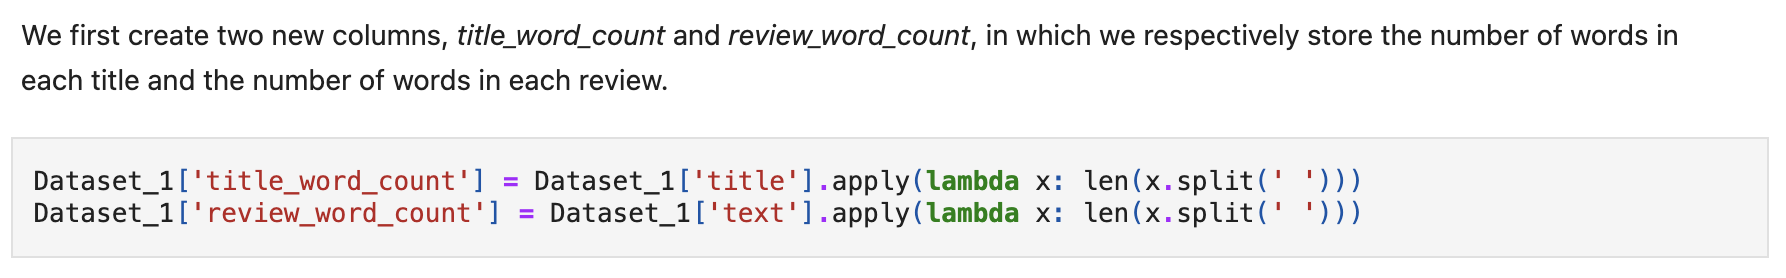 We first create two new columns, title_word_count and review_word_count, in which we respectively store the number of words in
each title and the number of words in each review.
Dataset_1['title_word_count'] = Dataset_1['title'].apply(lambda x: len(x.split(' ')))
Dataset_1['review_word_count'] = Dataset_1['text'].apply(lambda x: len(x.split(' ')))